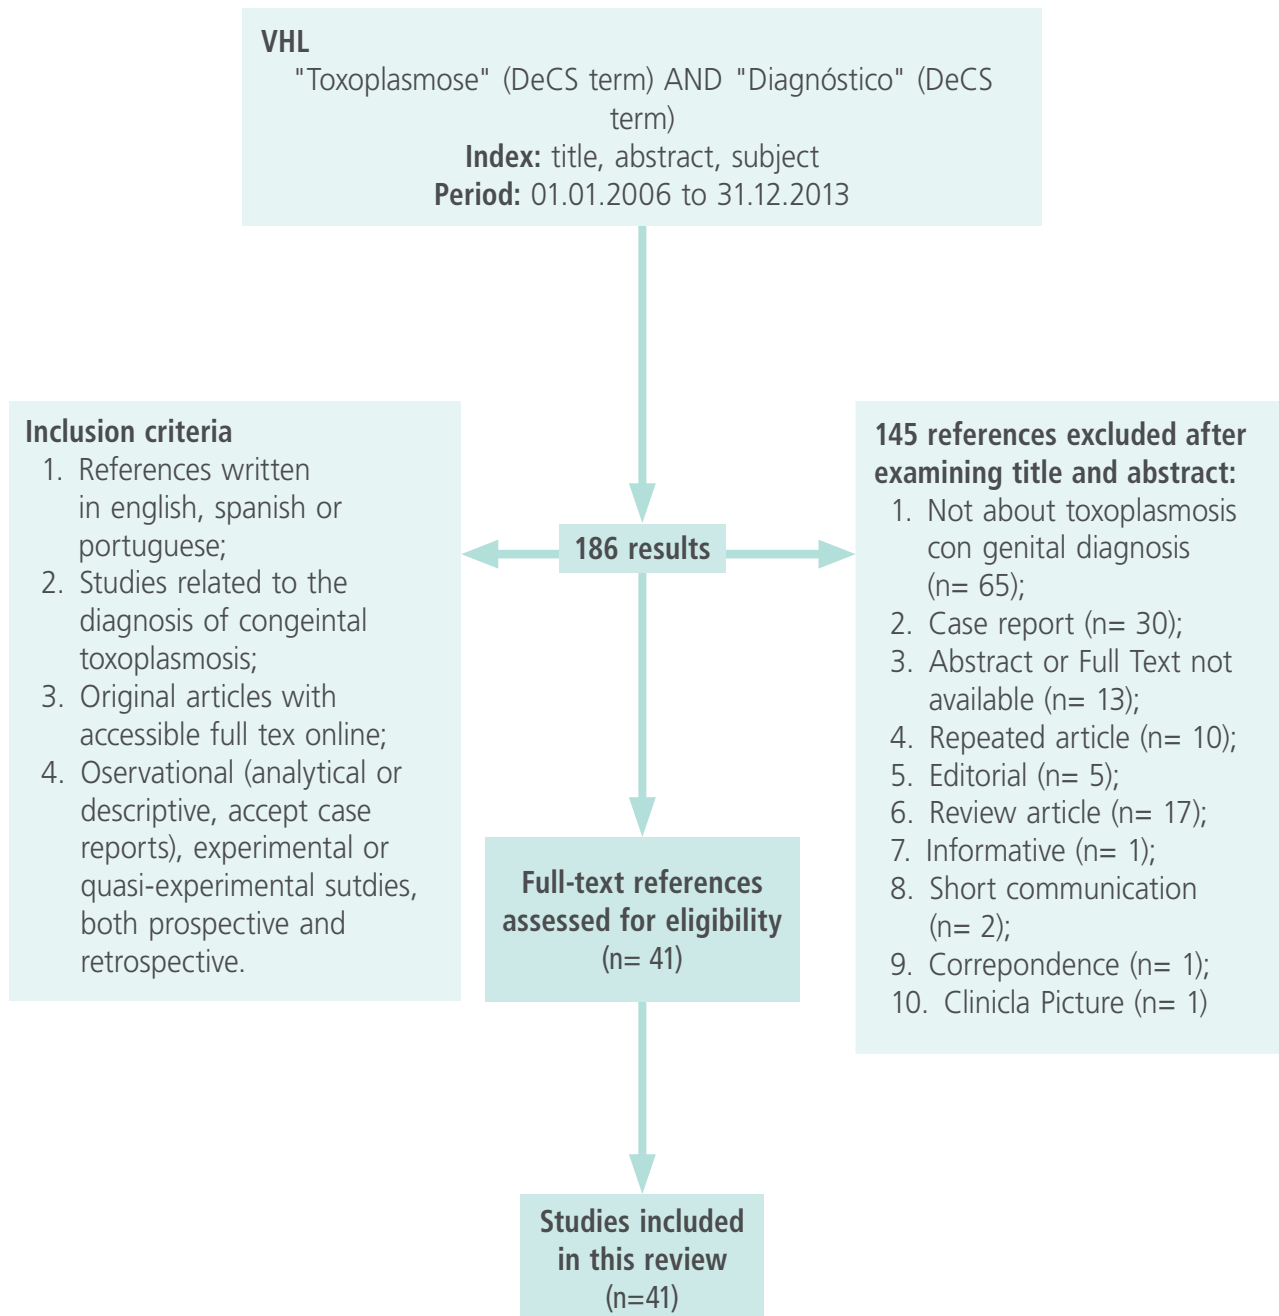 VHL
"Toxoplasmose" (DeCS term) AND "Diagnóstico" (DeCS
term)
Index: title, abstract, subject
Period: 01.01.2006 to 31.12.2013
Inclusion criteria
1. References written
in english, spanish or
portuguese;
2. Studies related to the
diagnosis of congeintal
toxoplasmosis;
3. Original articles with
accessible full tex online;
4. Oservational (analytical or
descriptive, accept case
reports), experimental or
quasi-experimental sutdies,
both prospective and
retrospective.
186 results
145 references excluded after
examining title and abstract:
1. Not about toxoplasmosis
con genital diagnosis
(n= 65);
2. Case report (n= 30);
3. Abstract or Full Text not
available (n= 13);
4. Repeated article (n= 10);
5. Editorial (n= 5);
6. Review article (n= 17);
7. Informative (n= 1);
8. Short communication
(n= 2);
9. Correpondence (n= 1);
10. Clinicla Picture (n= 1)
Full-text references
assessed for eligibility
(n= 41)
Studies included
in this review
(n=41)